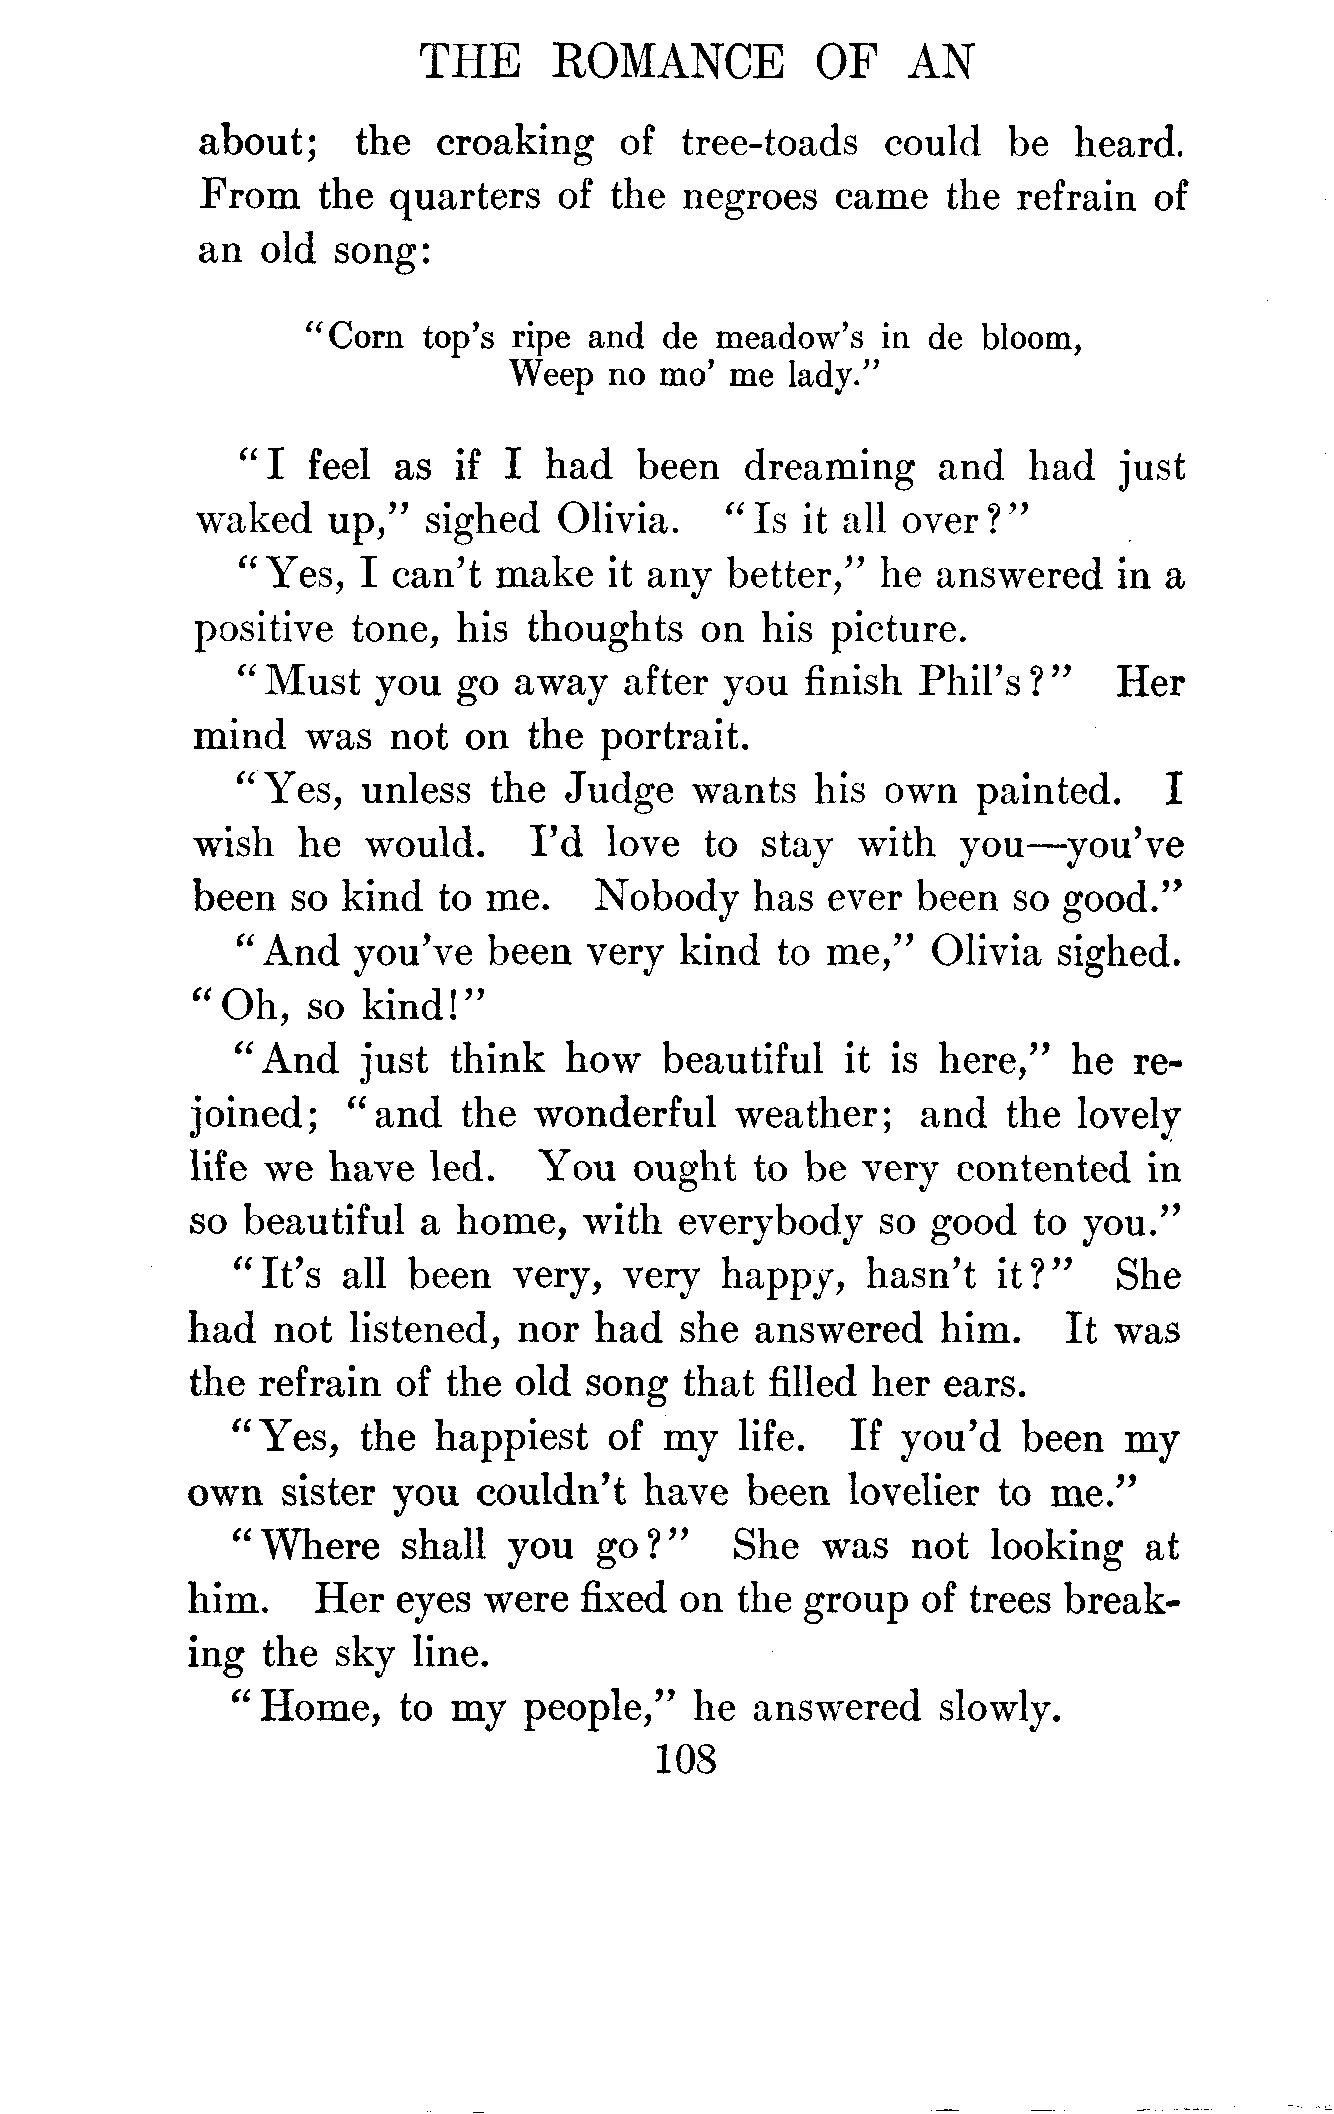 THE ROMANCE OF AN
about; the croaking of tree-toads could be heard.
From the quarters of the negroes came the refrain of
an old song:
"Corn top's ripe and de meadow's in de bloom,
Weep no mo' me lady."
"I feel as if I had been dreaming and had just
waked up," sighed Olivia. "Is it all over?"
"Yes, I can't make it any better," he answered in a
positive tone, his thoughts on his picture.
"Must you go away after you finish Phil's?" Her
mind was not on the portrait.
"Yes, unless the Judge wants his own painted. I
wish he would. I'd love to stay with you—you've
been so kind to me. Nobody has ever been so good."
"And you've been very kind to me," Olivia sighed.
"Oh, so kind!"
"And just think how beautiful it is here," he re-
joined; "and the wonderful weather; and the lovely
life we have led. You ought to be very contented in
so beautiful a home, with everybody so good to you."
"It's all been very, very happy, hasn't it?" She
had not listened, nor had she answered him. It was
the refrain of the old song that filled her ears.
"Yes, the happiest of my life. If you'd been my
own sister you couldn't have been lovelier to me."
"Where shall you go?" She was not looking at
him. Her eyes were fixed on the group of trees break-
ing the sky line.
"Home, to my people," he answered slowly.
108